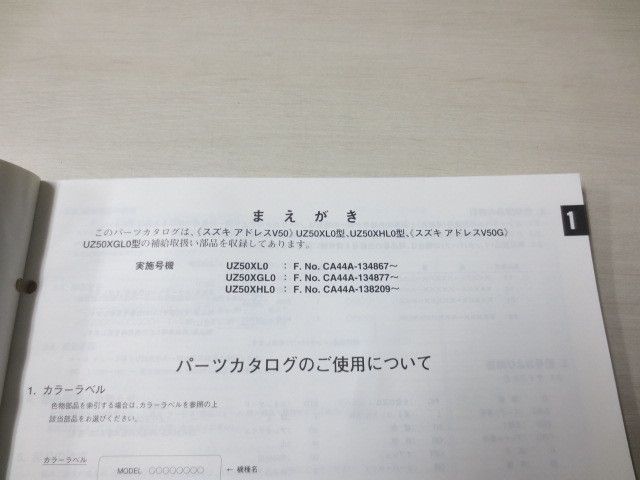 まえがき
1
このパーツカタログは、《スズキ アドレスV50》UZ50XL0型、UZ50XHL0型、《スズキ アドレスV50G》
UZ50XGL0型の補給取扱い部品を収録してあります。
実施号機 UZ50XL0 : F. No. CA44A-134867～
UZ50XGL0 : F. No. CA44A-134877～
UZ50XHL0 : F. No. CA44A-138209～
パーツカタログのご使用について
1. カラーラベル
色物部品を索引する場合は、カラーラベルを参照の上
該当部品をお選びください。
カラーラベル
MODEL ○○○○○○○○ ← 機種名